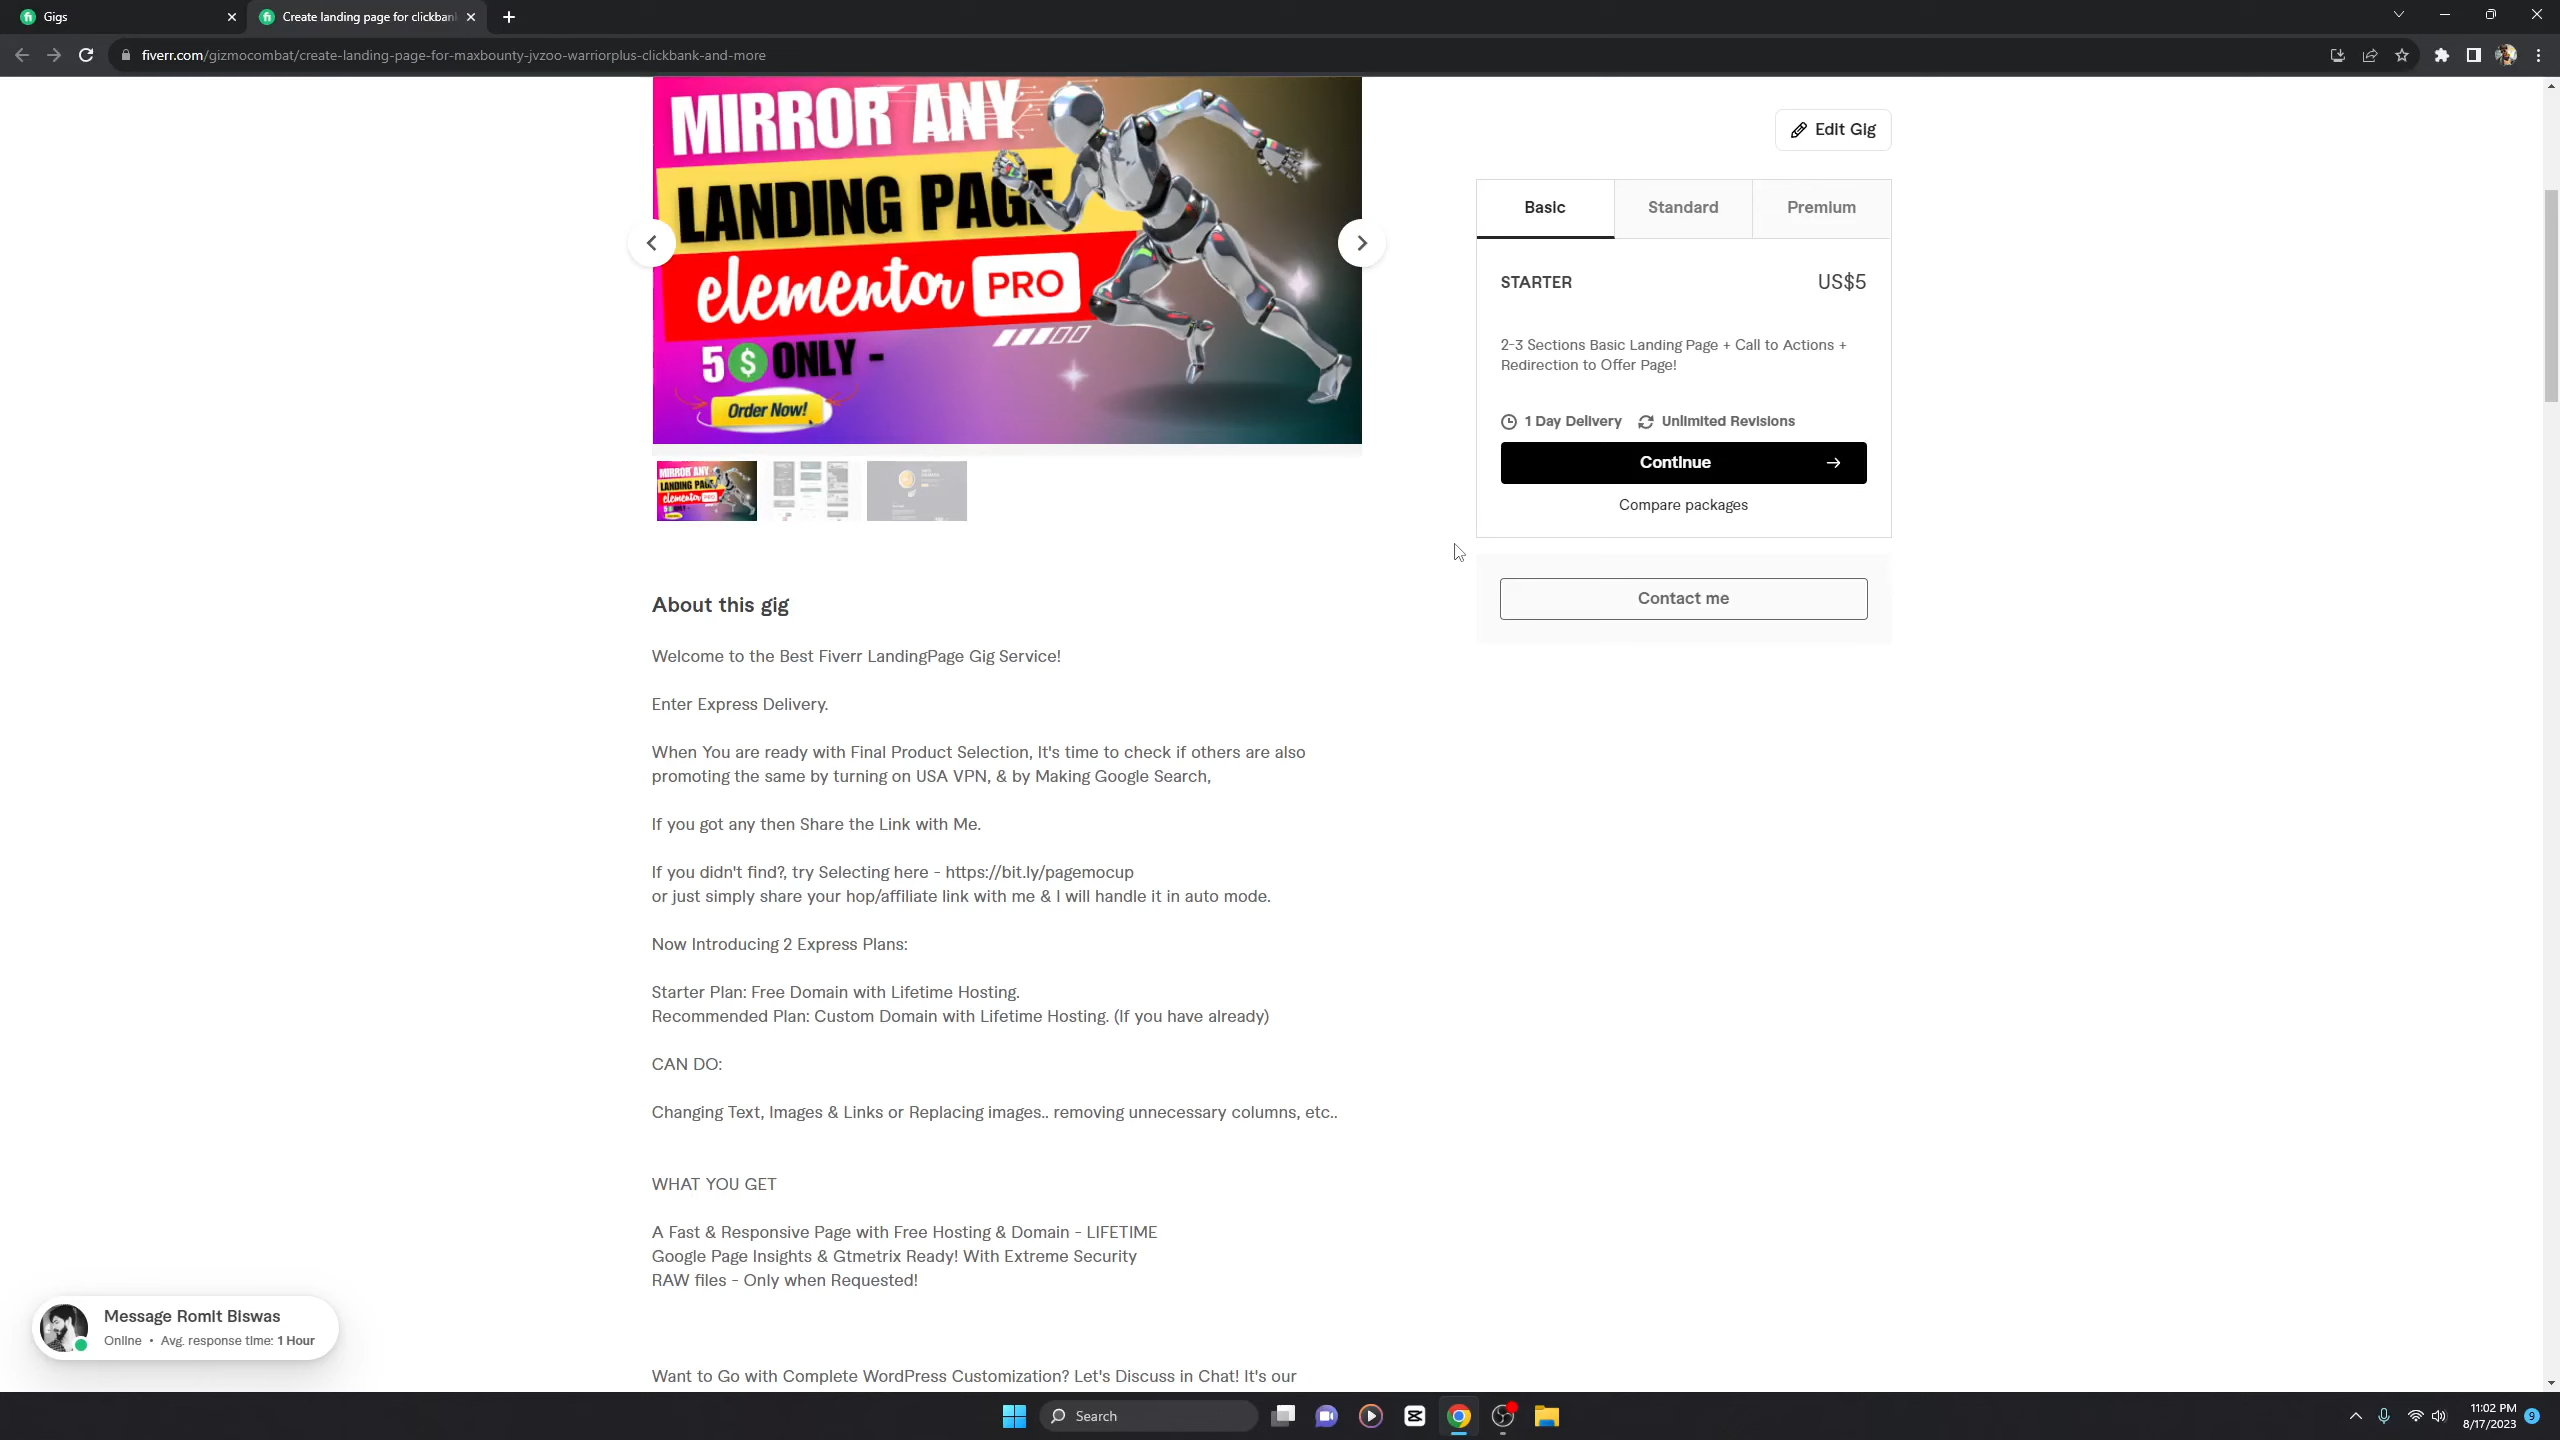 Gigs
Create landing page for clickban
fiverr.com/gizmocombat/create-landing-page-for-maxbounty-jvzoo-warriorplus-clickbank-and-more
MIRROR ANY
LANDING PAGE
elementor PRO
5 $ ONLY -
Order Now!
MIRROR ANY
LANDING PAGE
elementor PRO
5$ ONLY -
Edit Gig
Basic
Standard
Premium
STARTER
US$5
2-3 Sections Basic Landing Page + Call to Actions +
Redirection to Offer Page!
1 Day Delivery
Unlimited Revisions
Continue
Compare packages
Contact me
About this gig
Welcome to the Best Fiverr LandingPage Gig Service!
Enter Express Delivery.
When You are ready with Final Product Selection, It's time to check if others are also
promoting the same by turning on USA VPN, & by Making Google Search,
If you got any then Share the Link with Me.
If you didn't find?, try Selecting here - https://bit.ly/pagemocup
or just simply share your hop/affiliate link with me & I will handle it in auto mode.
Now Introducing 2 Express Plans:
Starter Plan: Free Domain with Lifetime Hosting.
Recommended Plan: Custom Domain with Lifetime Hosting. (If you have already)
CAN DO:
Changing Text, Images & Links or Replacing images.. removing unnecessary columns, etc..
WHAT YOU GET
A Fast & Responsive Page with Free Hosting & Domain - LIFETIME
Google Page Insights & Gtmetrix Ready! With Extreme Security
RAW files - Only when Requested!
Want to Go with Complete WordPress Customization? Let's Discuss in Chat! It's our
Message Romit Biswas
Online • Avg. response time: 1 Hour
Search
11:02 PM
8/17/2023
9